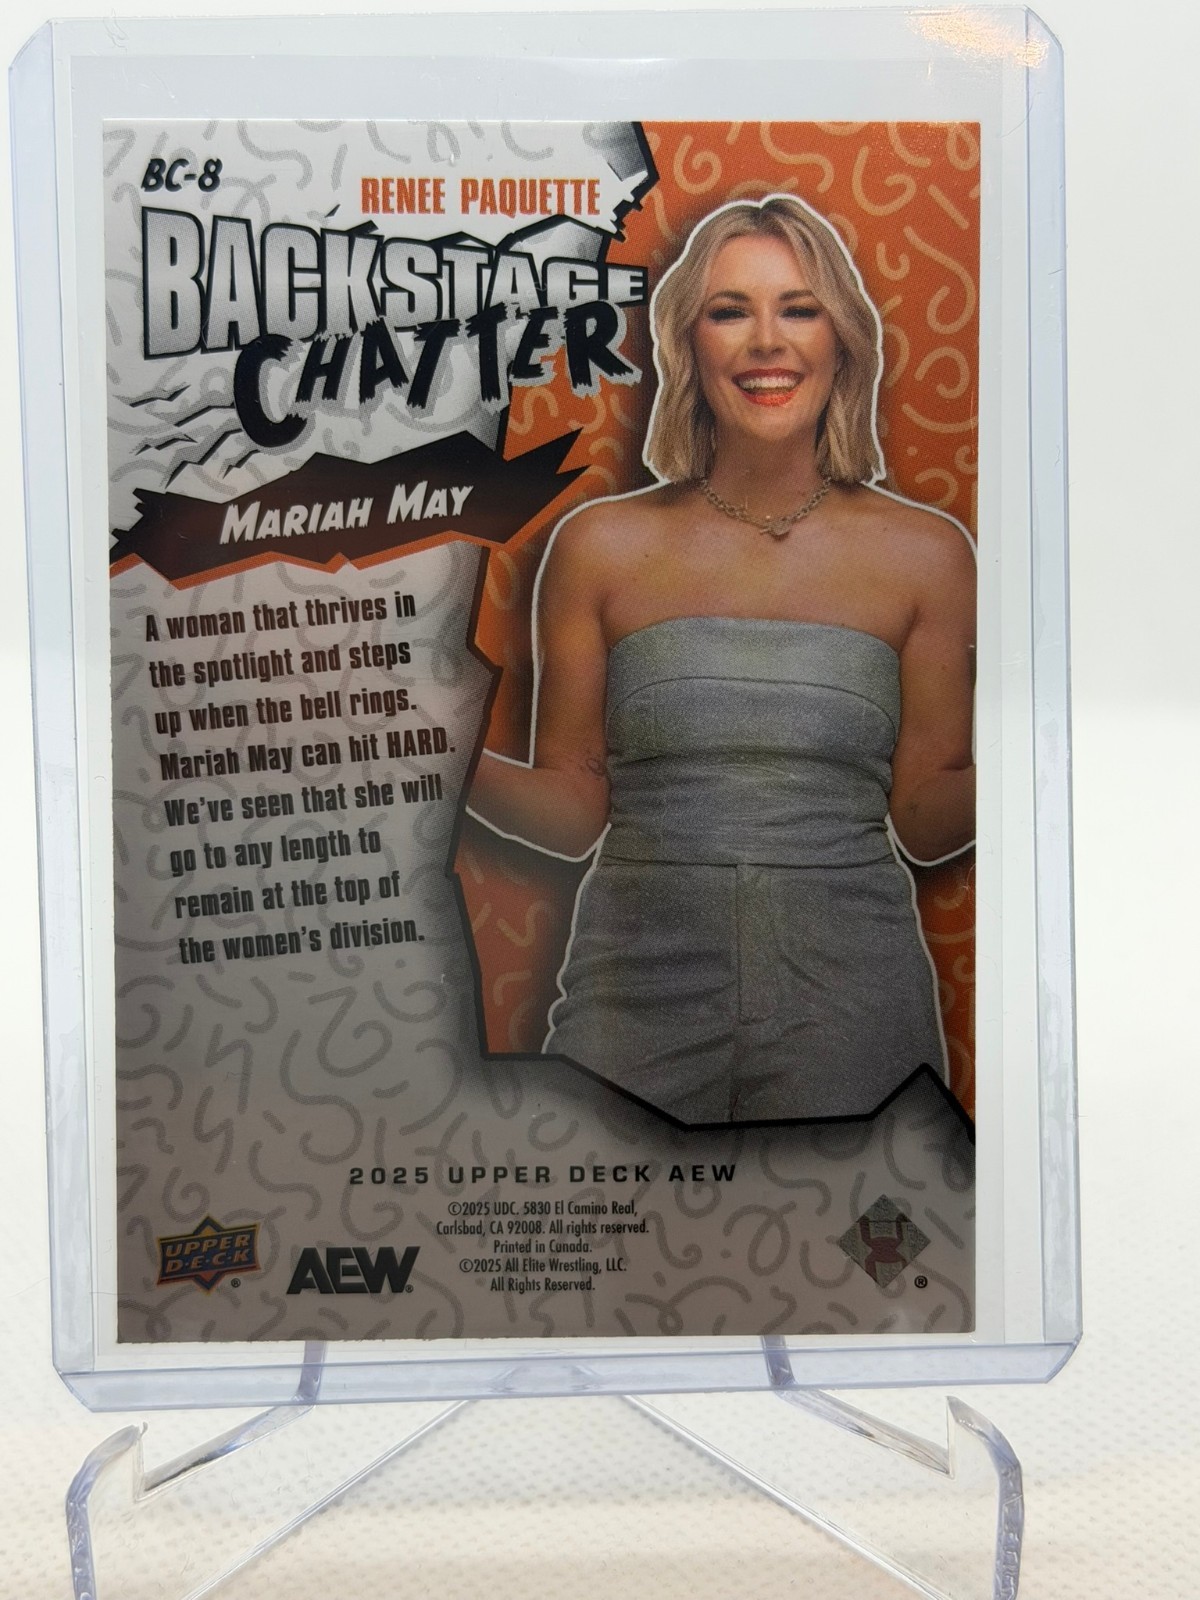 BC-8
RENEE PAQUETTE
BACKSTAGE
CHATTER
MARIAH MAY
A woman that thrives in
the spotlight and steps
up when the bell rings.
Mariah May can hit HARD.
We've seen that she will
go to any length to
remain at the top of
the women's division.
2025 UPPER DECK AEW
©2025 UDC. 5830 El Camino Real,
Carlsbad, CA 92008. All rights reserved.
Printed in Canada.
©2025 All Elite Wrestling, LLC.
All Rights Reserved.
UPPER
D•E•C•K
®
AEW®
®